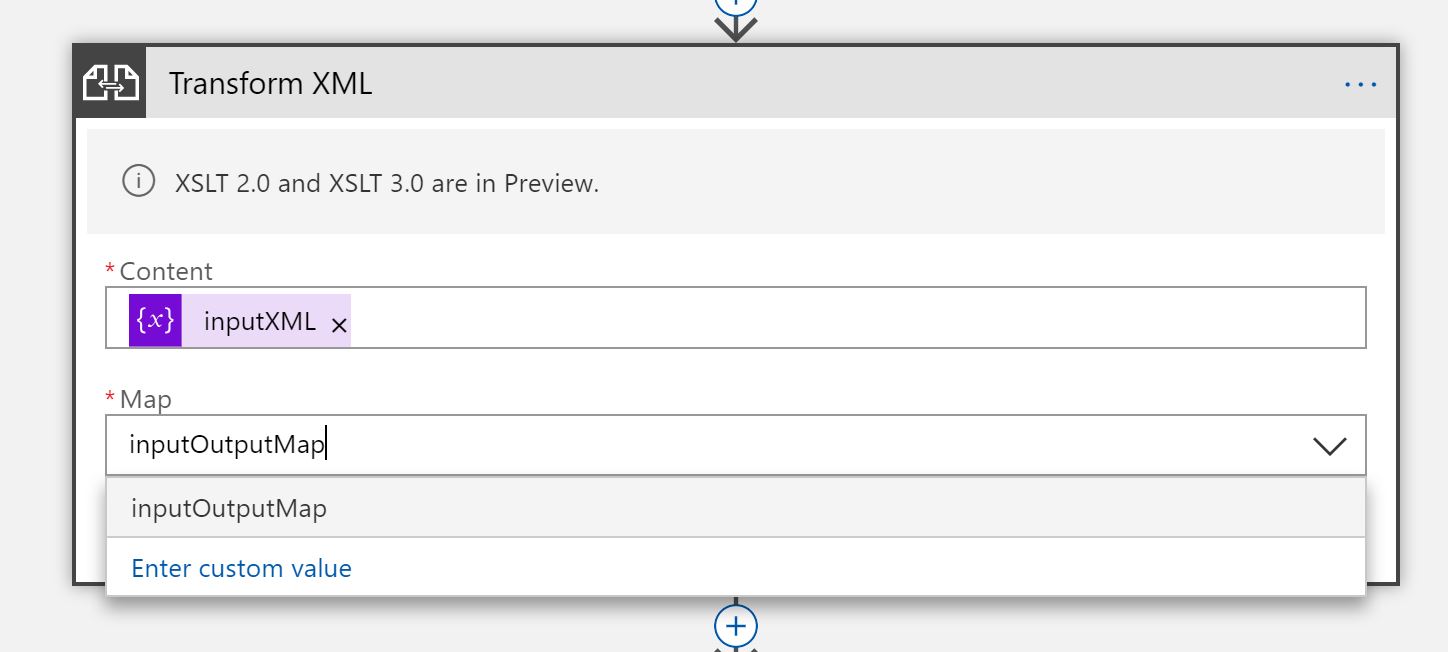 Transform XML
...
XSLT 2.0 and XSLT 3.0 are in Preview.
* Content
{x} inputXML ×
* Map
inputOutputMap
inputOutputMap
Enter custom value